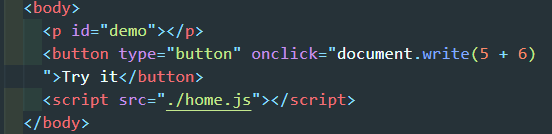 <body>
<p id="demo"></p>
<button type="button" onclick="document.write(5 + 6)
">Try it</button>
<script src="./home.js"></script>
</body>